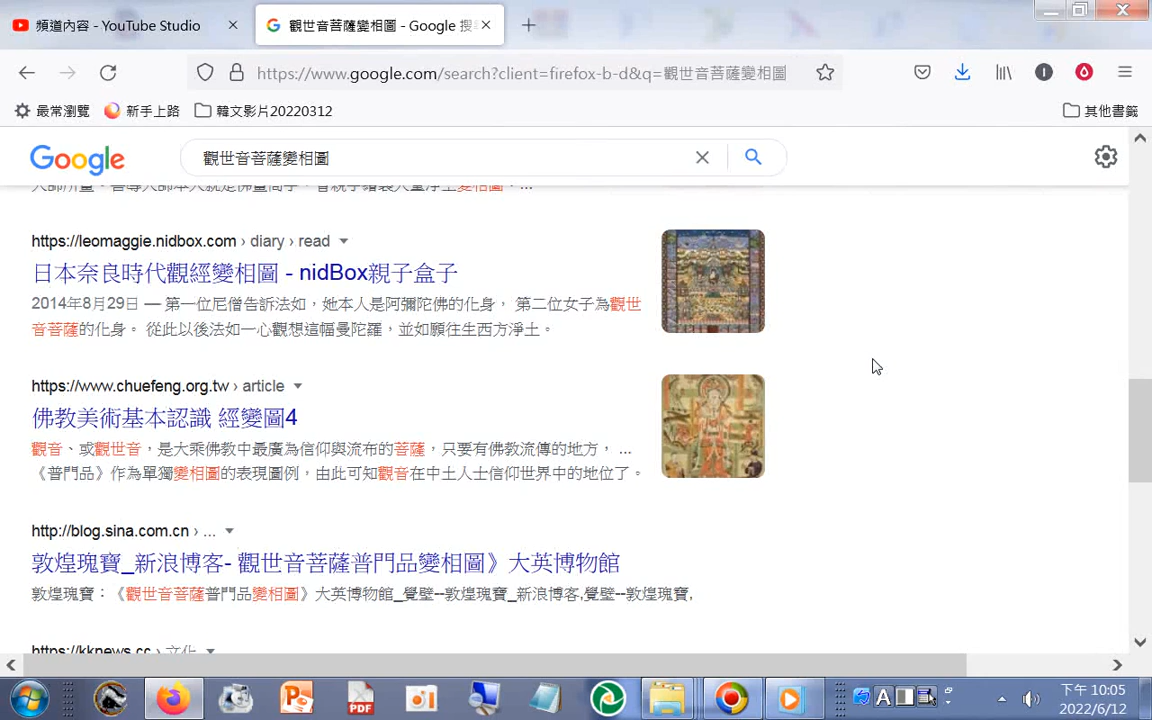 頻道內容 - YouTube Studio
觀世音菩薩變相圖 - Google 搜
https://www.google.com/search?client=firefox-b-d&q=觀世音菩薩變相圖
最常瀏覽
新手上路
韓文影片20220312
其他書籤
Google
觀世音菩薩變相圖
https://leomaggie.nidbox.com › diary › read
日本奈良時代觀經變相圖 - nidBox親子盒子
2014年8月29日 — 第一位尼僧告訴法如，她本人是阿彌陀佛的化身， 第二位女子為觀世
音菩薩的化身。 從此以後法如一心觀想這幅曼陀羅，並如願往生西方淨土。
https://www.chuefeng.org.tw › article
佛教美術基本認識 經變圖4
觀音、或觀世音，是大乘佛教中最廣為信仰與流布的菩薩，只要有佛教流傳的地方， ...
《普門品》作為單獨變相圖的表現圖例，由此可知觀音在中土人士信仰世界中的地位了。
http://blog.sina.com.cn › ...
敦煌瑰寶_新浪博客- 觀世音菩薩普門品變相圖》大英博物館
敦煌瑰寶：《觀世音菩薩普門品變相圖》大英博物館_覺壁--敦煌瑰寶_新浪博客,覺壁--敦煌瑰寶,
https://kknews.cc › 文化
下午 10:05
2022/6/12